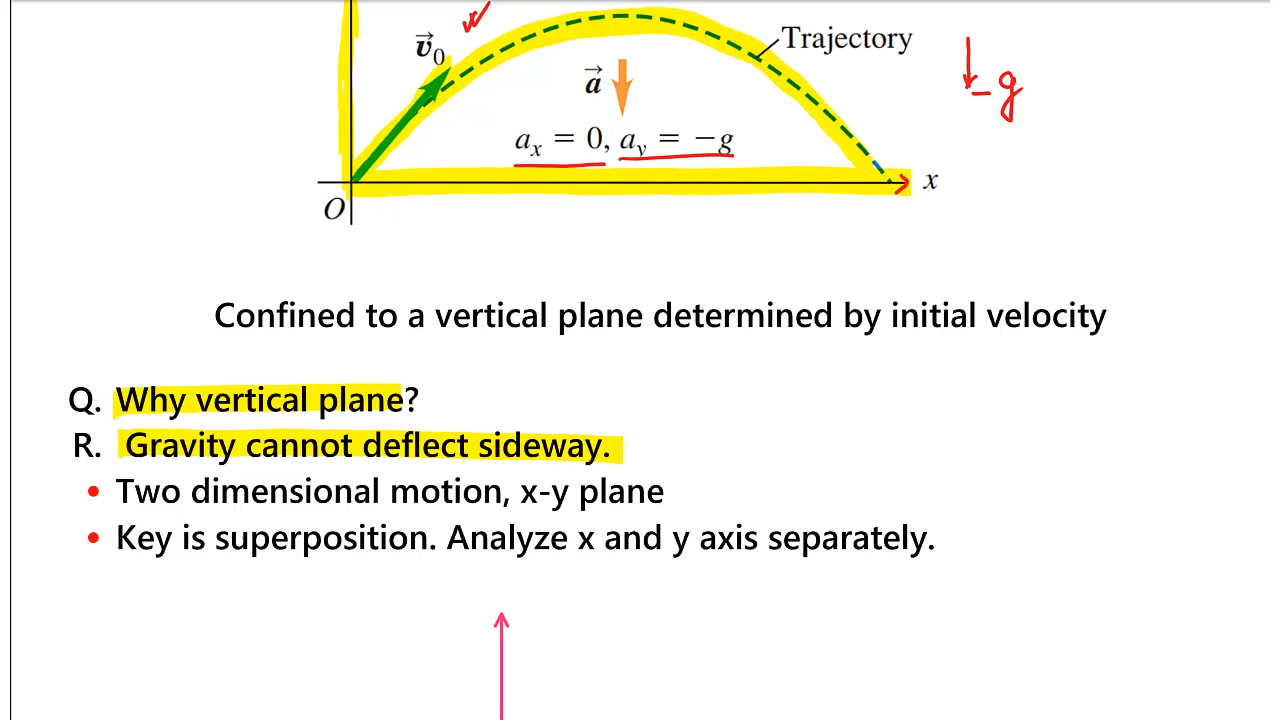 v⃗₀
Trajectory
-g
a⃗
aₓ = 0, a_y = −g
x
O
Confined to a vertical plane determined by initial velocity
Q. Why vertical plane?
R. Gravity cannot deflect sideway.
• Two dimensional motion, x-y plane
• Key is superposition. Analyze x and y axis separately.